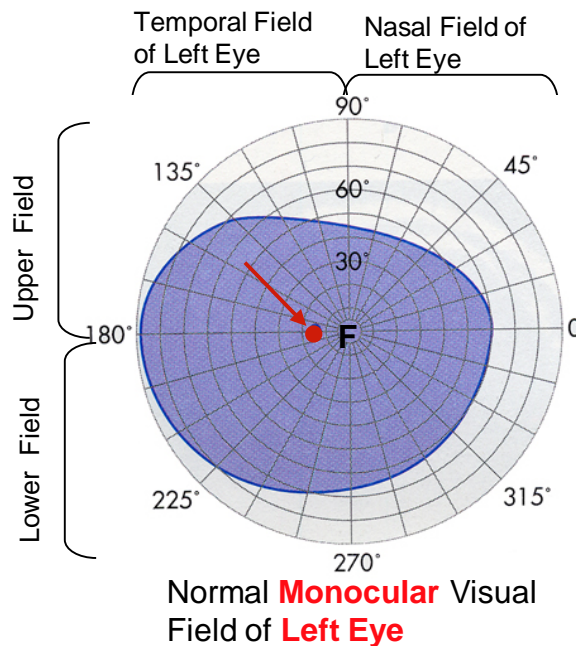 Temporal Field
of Left Eye
Nasal Field of
Left Eye
90°
135°
45°
60°
30°
Upper Field
180°
F
0
Lower Field
225°
315°
270°
Normal Monocular Visual
Field of Left Eye